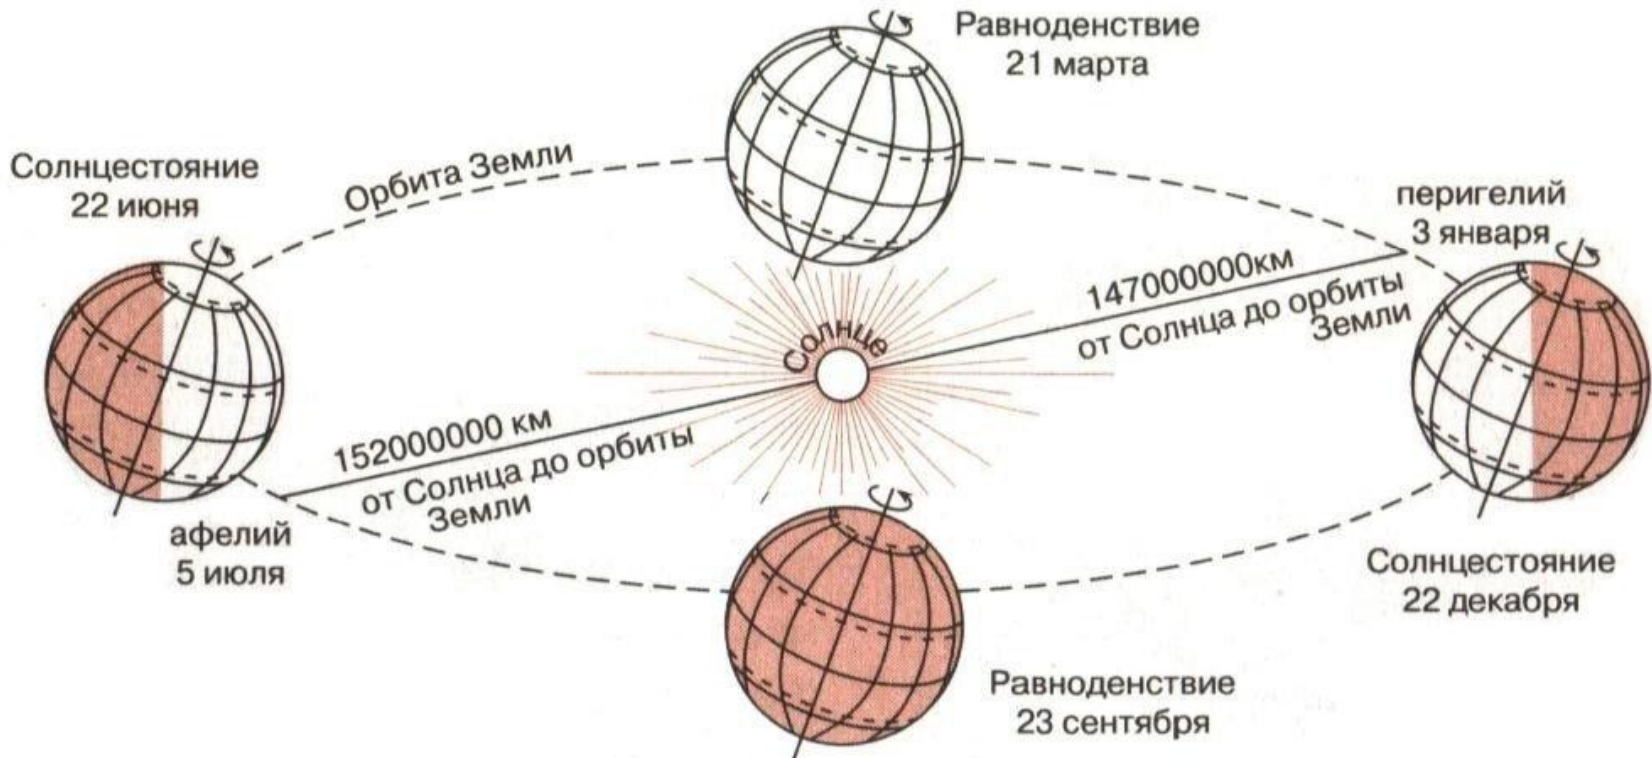 Равноденствие
21 марта
Солнцестояние
22 июня
Орбита Земли
перигелий
3 января
147000000км
от Солнца до орбиты
Земли
Солнце
152000000 км
от Солнца до орбиты
Земли
афелий
5 июля
Солнцестояние
22 декабря
Равноденствие
23 сентября